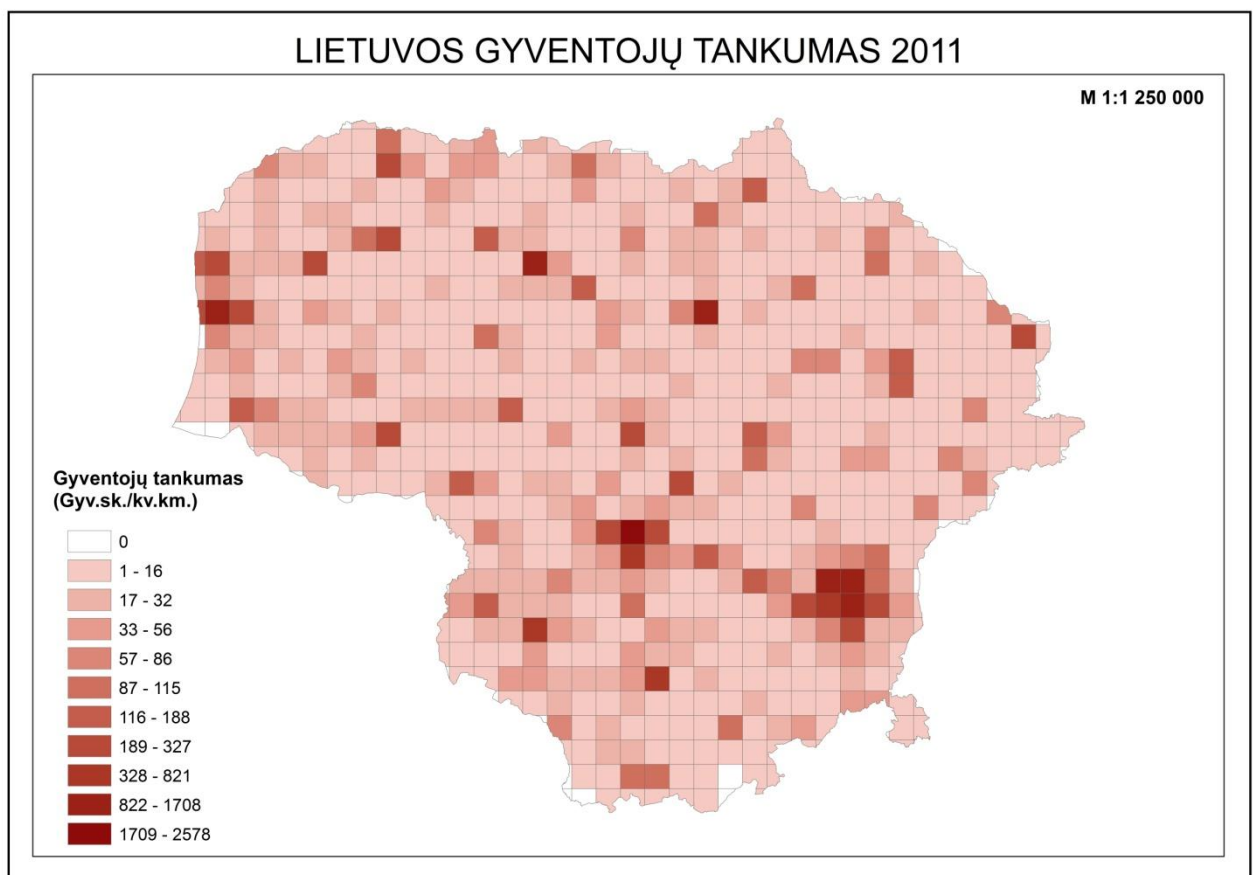 LIETUVOS GYVENTOJŲ TANKUMAS 2011
M 1:1 250 000
Gyventojų tankumas
(Gyv.sk./kv.km.)
0
1 - 16
17 - 32
33 - 56
57 - 86
87 - 115
116 - 188
189 - 327
328 - 821
822 - 1708
1709 - 2578